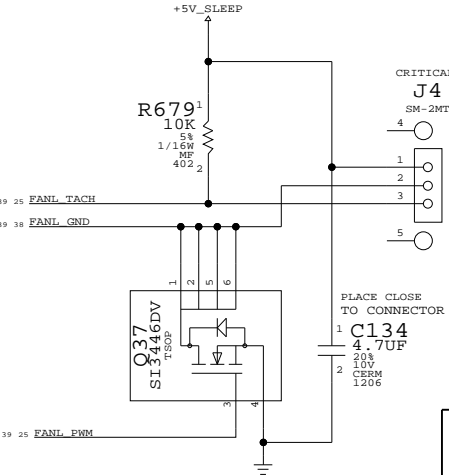 +5V_SLEEP
CRITICAL
J4
SM-2MT
R679
1
10K
5%
1/16W
MF
402
2
4
1
2
3
5
39 25 FANL_TACH
39 38 FANL_GND
1
2
5
6
Q37
SI3446DV
TSOP
3
4
PLACE CLOSE
TO CONNECTOR
1
C134
4.7UF
20%
10V
CERM
1206
2
39 25 FANL_PWM